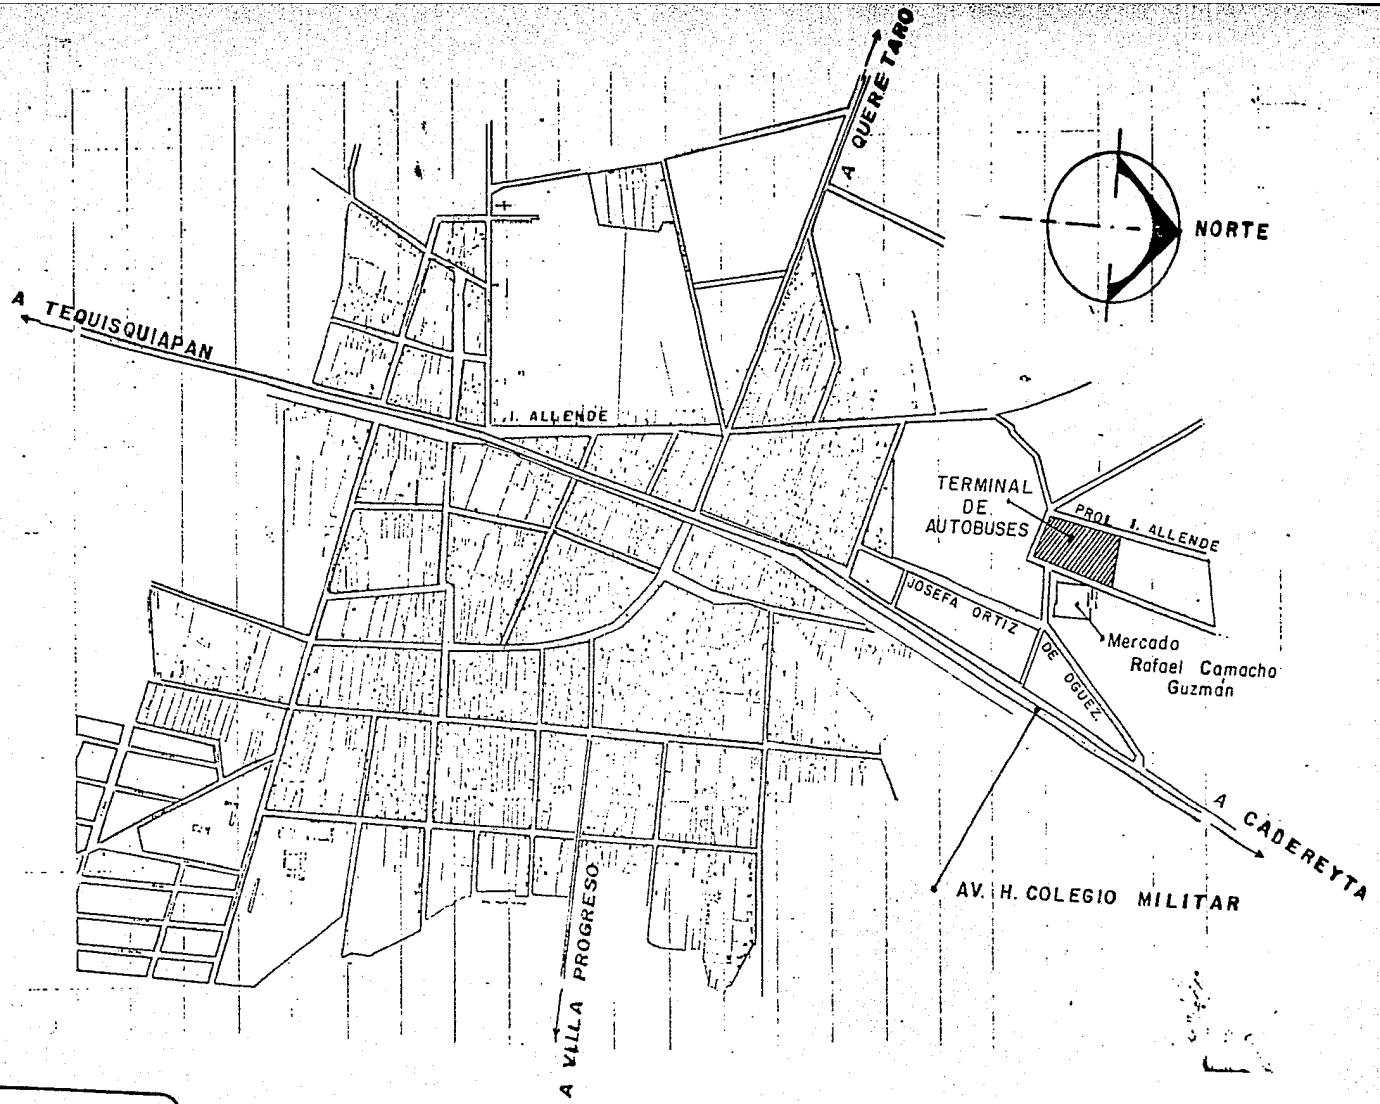 A QUERETARO
NORTE
A TEQUISQUIAPAN
I. ALLENDE
TERMINAL
DE
AUTOBUSES
PROL I. ALLENDE
JOSEFA ORTIZ
DE OGUEZ
Mercado
Rafael Camacho
Guzmán
A CADEREYTA
AV. H. COLEGIO MILITAR
A VILLA PROGRESO